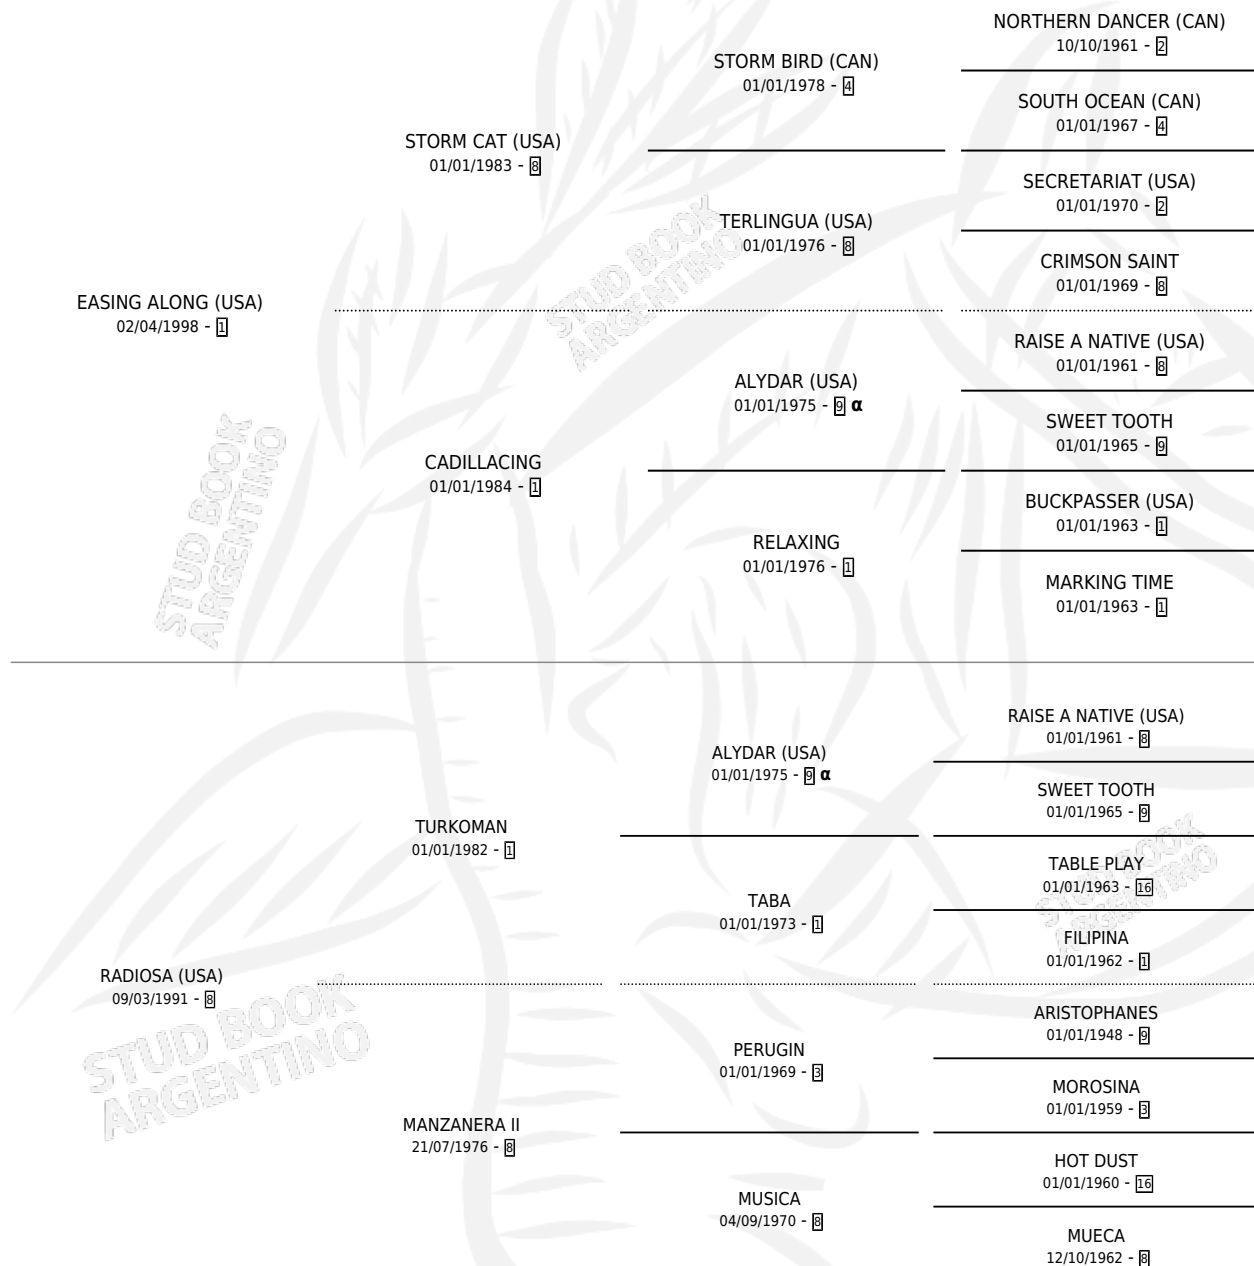 NORTHERN DANCER (CAN)
10/10/1961 - 2
STORM BIRD (CAN)
01/01/1978 - 4
SOUTH OCEAN (CAN)
01/01/1967 - 4
STORM CAT (USA)
01/01/1983 - 8
SECRETARIAT (USA)
01/01/1970 - 2
TERLINGUA (USA)
01/01/1976 - 8
CRIMSON SAINT
01/01/1969 - 8
EASING ALONG (USA)
02/04/1998 - 1
RAISE A NATIVE (USA)
01/01/1961 - 8
ALYDAR (USA)
01/01/1975 - 9 α
SWEET TOOTH
01/01/1965 - 9
CADILLACING
01/01/1984 - 1
BUCKPASSER (USA)
01/01/1963 - 1
RELAXING
01/01/1976 - 1
MARKING TIME
01/01/1963 - 1
RAISE A NATIVE (USA)
01/01/1961 - 8
ALYDAR (USA)
01/01/1975 - 9 α
SWEET TOOTH
01/01/1965 - 9
TURKOMAN
01/01/1982 - 1
TABLE PLAY
01/01/1963 - 16
TABA
01/01/1973 - 1
FILIPINA
01/01/1962 - 1
RADIOSA (USA)
09/03/1991 - 8
ARISTOPHANES
01/01/1948 - 9
PERUGIN
01/01/1969 - 3
MOROSINA
01/01/1959 - 3
MANZANERA II
21/07/1976 - 8
HOT DUST
01/01/1960 - 16
MUSICA
04/09/1970 - 8
MUECA
12/10/1962 - 8
STUD BOOK
ARGENTINO
STUD BOOK
ARGENTINO
STUD BOOK
ARGENTINO
STUD BOOK
ARGENTINO